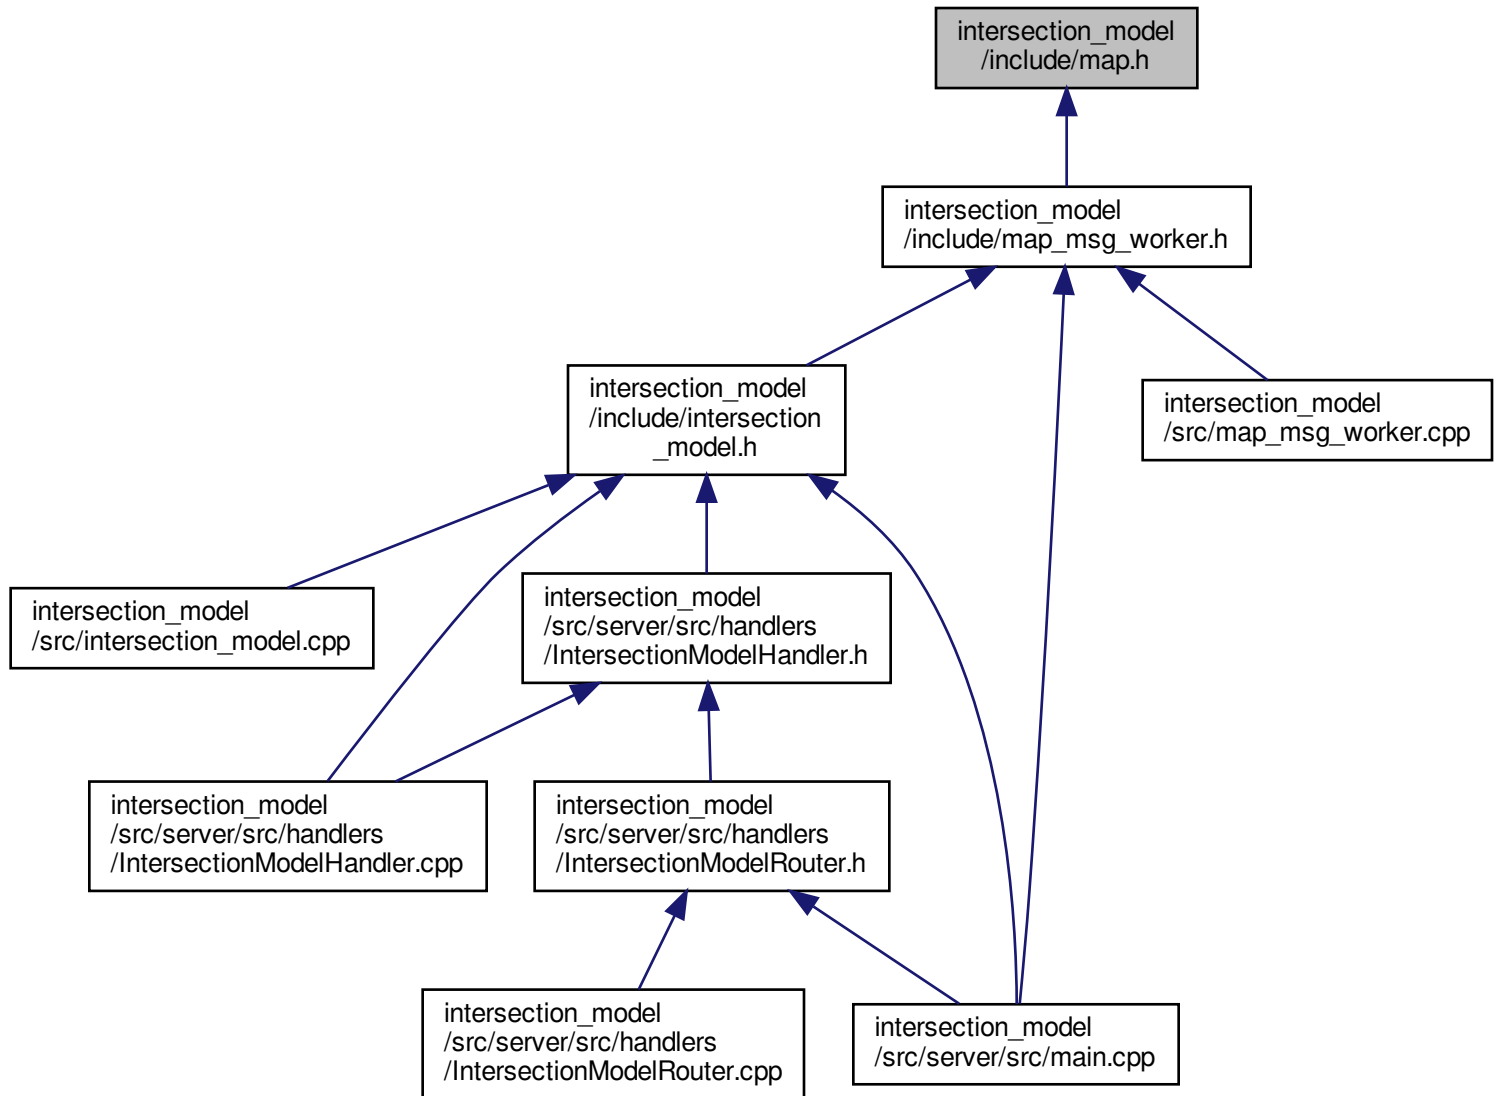 intersection_model
/include/map.h
intersection_model
/include/map_msg_worker.h
intersection_model
/include/intersection
_model.h
intersection_model
/src/map_msg_worker.cpp
intersection_model
/src/intersection_model.cpp
intersection_model
/src/server/src/handlers
/IntersectionModelHandler.h
intersection_model
/src/server/src/handlers
/IntersectionModelHandler.cpp
intersection_model
/src/server/src/handlers
/IntersectionModelRouter.h
intersection_model
/src/server/src/handlers
/IntersectionModelRouter.cpp
intersection_model
/src/server/src/main.cpp